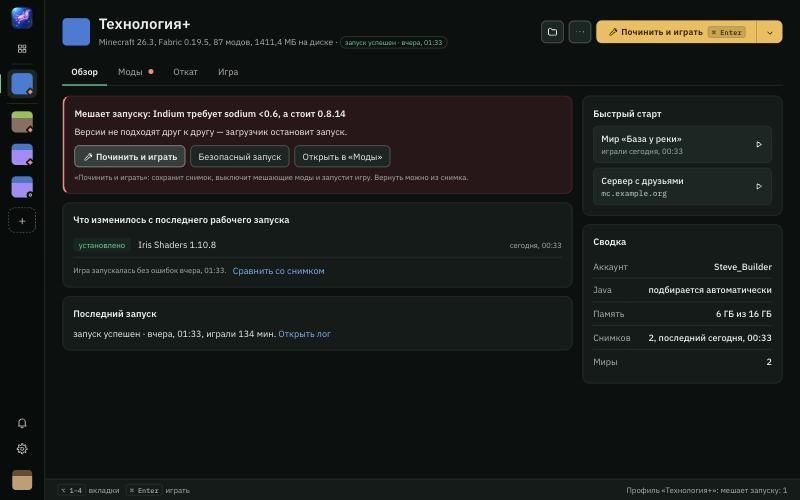 Технология+
Minecraft 26.3, Fabric 0.19.5, 87 модов, 1411,4 МБ на диске · запуск успешен · вчера, 01:33
Починить и играть ⌘ Enter
Обзор Моды Откат Игра
Мешает запуску: Indium требует sodium <0.6, а стоит 0.8.14
Версии не подходят друг к другу — загрузчик остановит запуск.
Починить и играть Безопасный запуск Открыть в «Моды»
«Починить и играть»: сохранит снимок, выключит мешающие моды и запустит игру. Вернуть можно из снимка.
Что изменилось с последнего рабочего запуска
установлено Iris Shaders 1.10.8 сегодня, 00:33
Игра запускалась без ошибок вчера, 01:33. Сравнить со снимком
Последний запуск
запуск успешен · вчера, 01:33, играли 134 мин. Открыть лог
Быстрый старт
Мир «База у реки»
играли сегодня, 00:33
Сервер с друзьями
mc.example.org
Сводка
Аккаунт Steve_Builder
Java подбирается автоматически
Память 6 ГБ из 16 ГБ
Снимков 2, последний сегодня, 00:33
Миры 2
⌥ 1–4 вкладки ⌘ Enter играть
Профиль «Технология+»: мешает запуску: 1